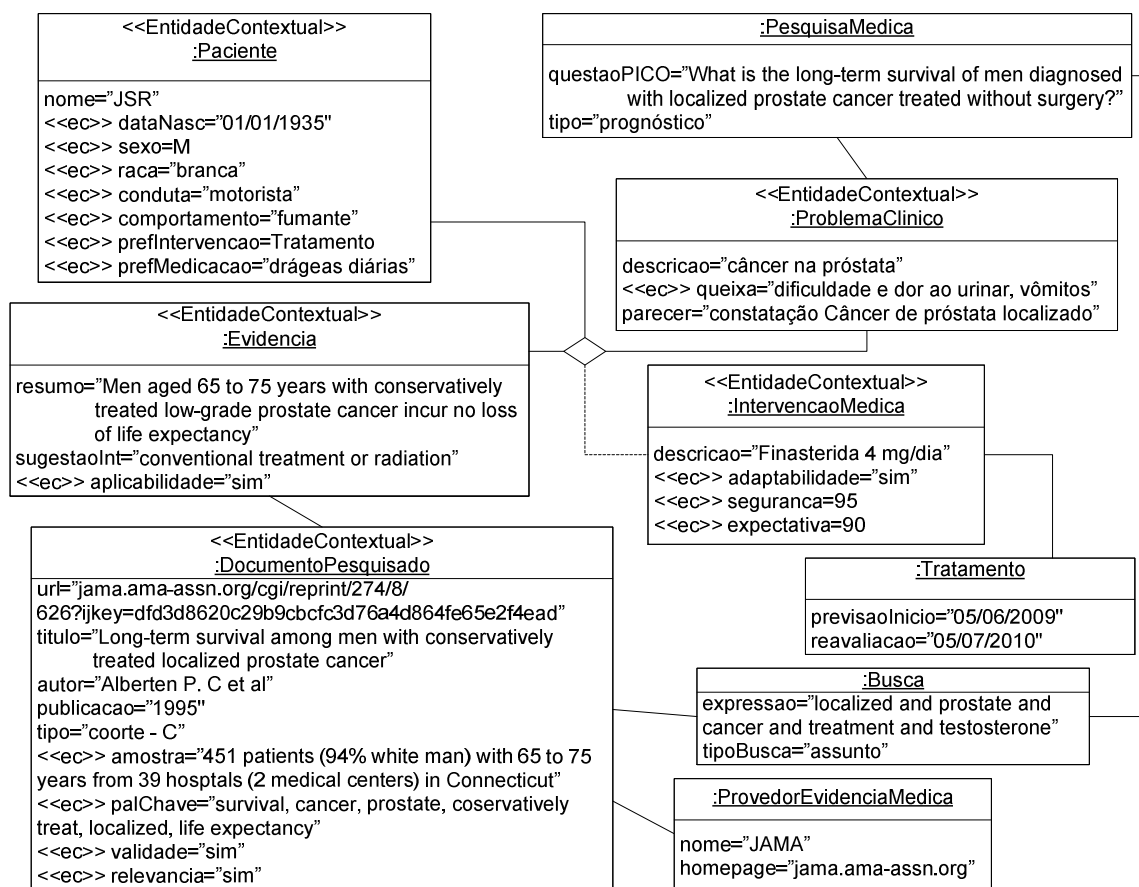 <<EntidadeContextual>>
:Paciente
nome="JSR"
<<ec>> dataNasc="01/01/1935"
<<ec>> sexo=M
<<ec>> raca="branca"
<<ec>> conduta="motorista"
<<ec>> comportamento="fumante"
<<ec>> prefIntervencao=Tratamento
<<ec>> prefMedicacao="drágeas diárias"
:PesquisaMedica
questaoPICO="What is the long-term survival of men diagnosed
with localized prostate cancer treated without surgery?"
tipo="prognóstico"
<<EntidadeContextual>>
:ProblemaClinico
descricao="câncer na próstata"
<<ec>> queixa="dificuldade e dor ao urinar, vômitos"
parecer="constatação Câncer de próstata localizado"
<<EntidadeContextual>>
:Evidencia
resumo="Men aged 65 to 75 years with conservatively
treated low-grade prostate cancer incur no loss
of life expectancy"
sugestaoInt="conventional treatment or radiation"
<<ec>> aplicabilidade="sim"
<<EntidadeContextual>>
:IntervencaoMedica
descricao="Finasterida 4 mg/dia"
<<ec>> adaptabilidade="sim"
<<ec>> seguranca=95
<<ec>> expectativa=90
<<EntidadeContextual>>
:DocumentoPesquisado
url="jama.ama-assn.org/cgi/reprint/274/8/
626?ijkey=dfd3d8620c29b9cbcfc3d76a4d864fe65e2f4ead"
titulo="Long-term survival among men with conservatively
treated localized prostate cancer"
autor="Alberten P. C et al"
publicacao="1995"
tipo="coorte - C"
<<ec>> amostra="451 patients (94% white man) with 65 to 75
years from 39 hosptals (2 medical centers) in Connecticut"
<<ec>> palChave="survival, cancer, prostate, coservatively
treat, localized, life expectancy"
<<ec>> validade="sim"
<<ec>> relevancia="sim"
:Tratamento
previsaoInicio="05/06/2009"
reavaliacao="05/07/2010"
:Busca
expressao="localized and prostate and
cancer and treatment and testosterone"
tipoBusca="assunto"
:ProvedorEvidenciaMedica
nome="JAMA"
homepage="jama.ama-assn.org"